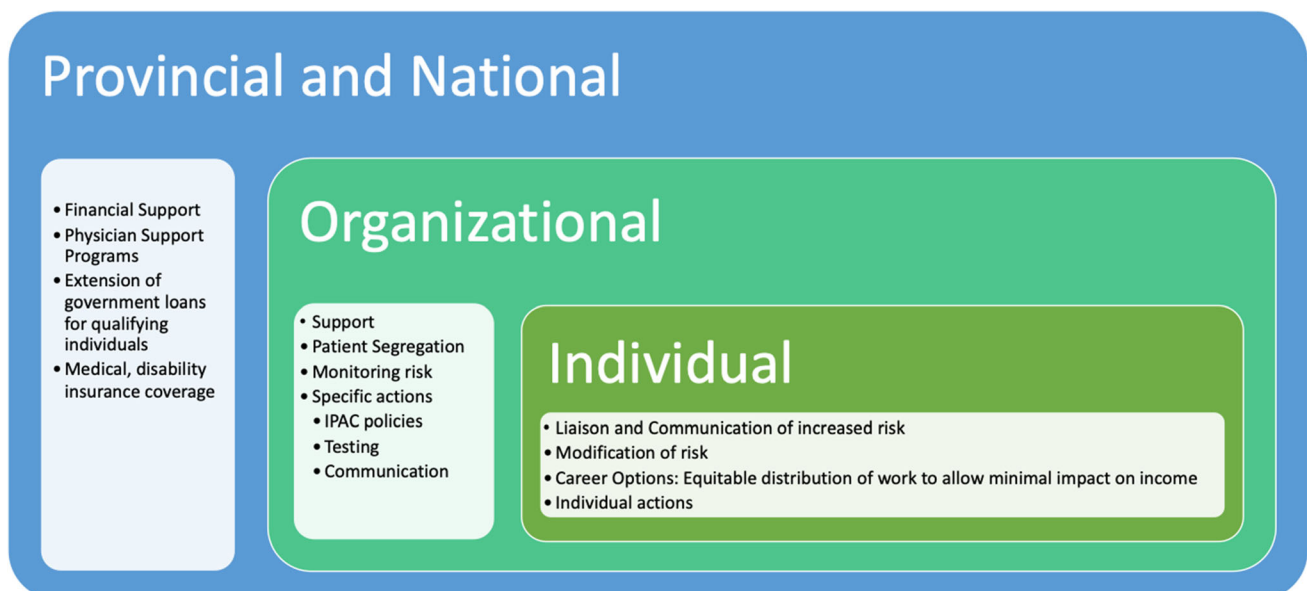 Provincial and National
• Financial Support
• Physician Support
Programs
• Extension of
government loans
for qualifying
individuals
• Medical, disability
insurance coverage
Organizational
• Support
• Patient Segregation
• Monitoring risk
• Specific actions
• IPAC policies
• Testing
• Communication
Individual
• Liaison and Communication of increased risk
• Modification of risk
• Career Options: Equitable distribution of work to allow minimal impact on income
• Individual actions